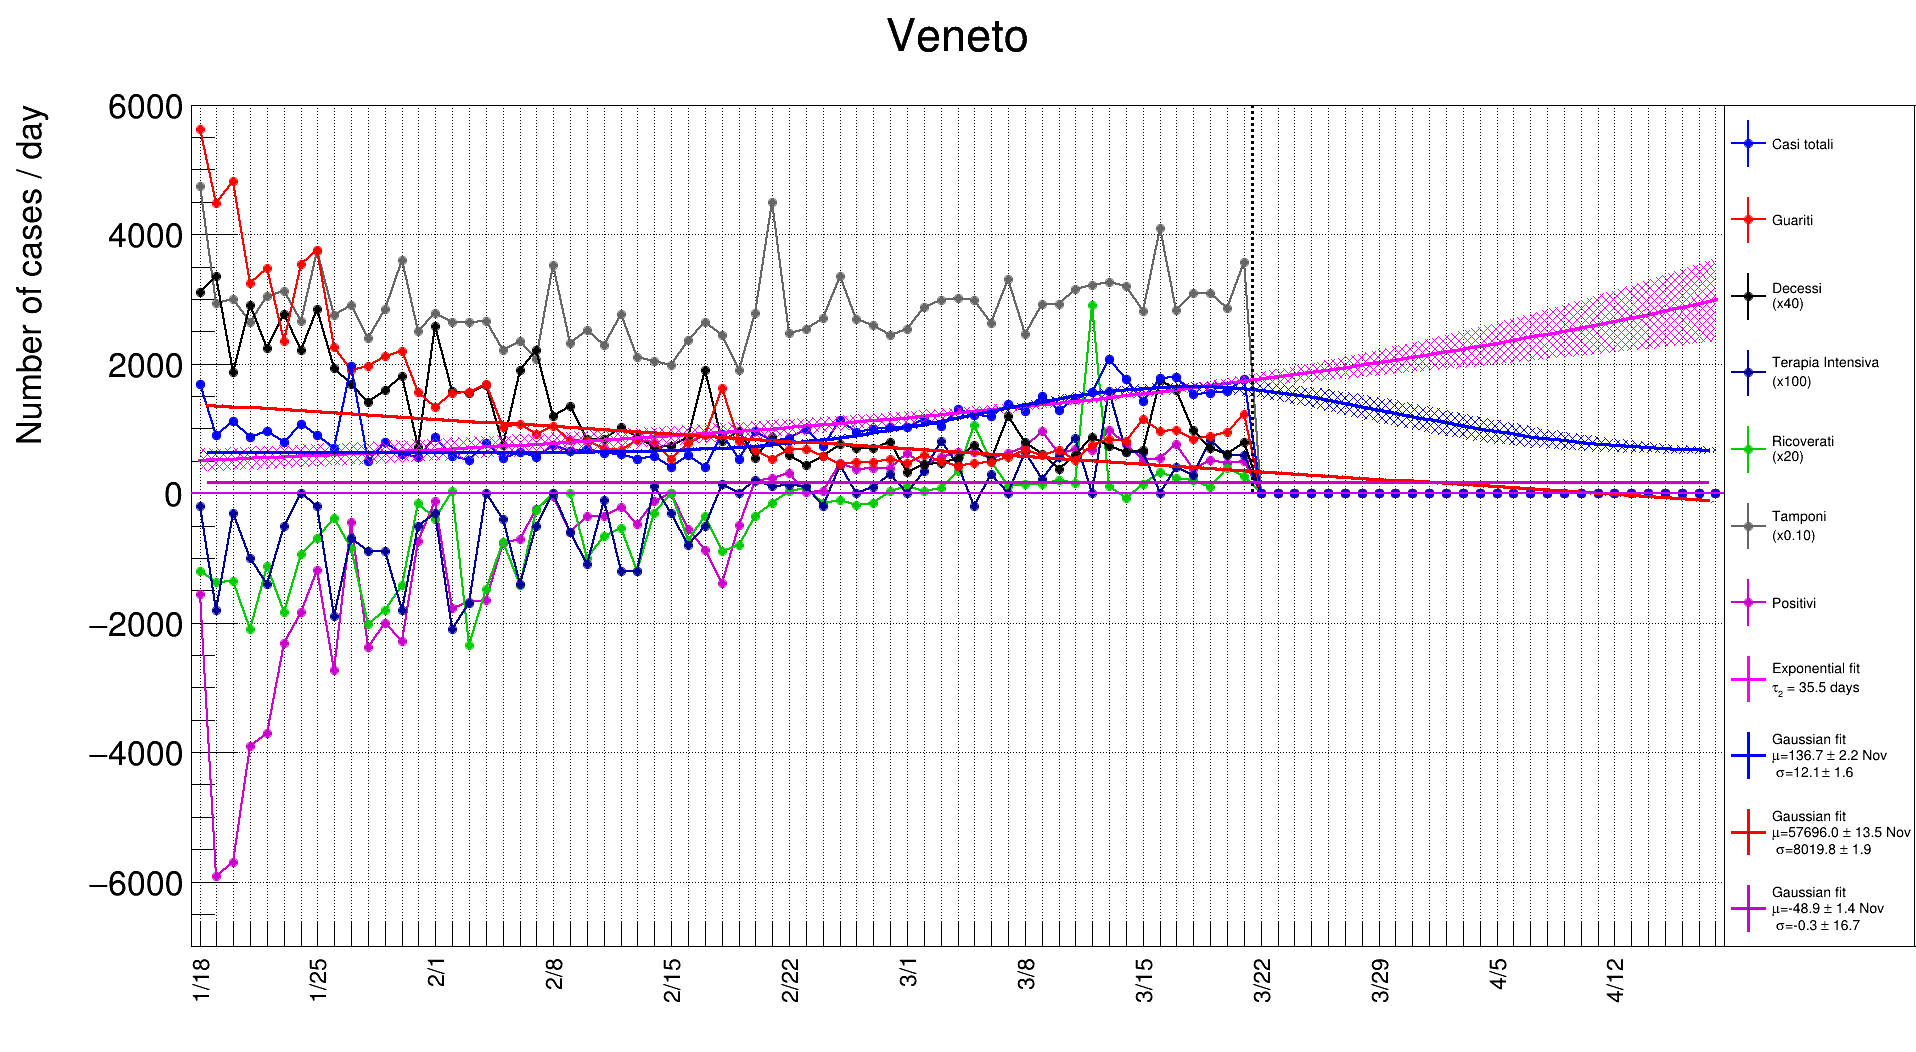 Veneto
Number of cases / day
6000
4000
2000
0
−2000
−4000
−6000
1/18
1/25
2/1
2/8
2/15
2/22
3/1
3/8
3/15
3/22
3/29
4/5
4/12
Casi totali
Guariti
Decessi
(x40)
Terapia Intensiva
(x100)
Ricoverati
(x20)
Tamponi
(x0.10)
Positivi
Exponential fit
τ2 = 35.5 days
Gaussian fit
μ=136.7 ± 2.2 Nov
σ=12.1 ± 1.6
Gaussian fit
μ=57696.0 ± 13.5 Nov
σ=8019.8 ± 1.9
Gaussian fit
μ=-48.9 ± 1.4 Nov
σ=-0.3 ± 16.7